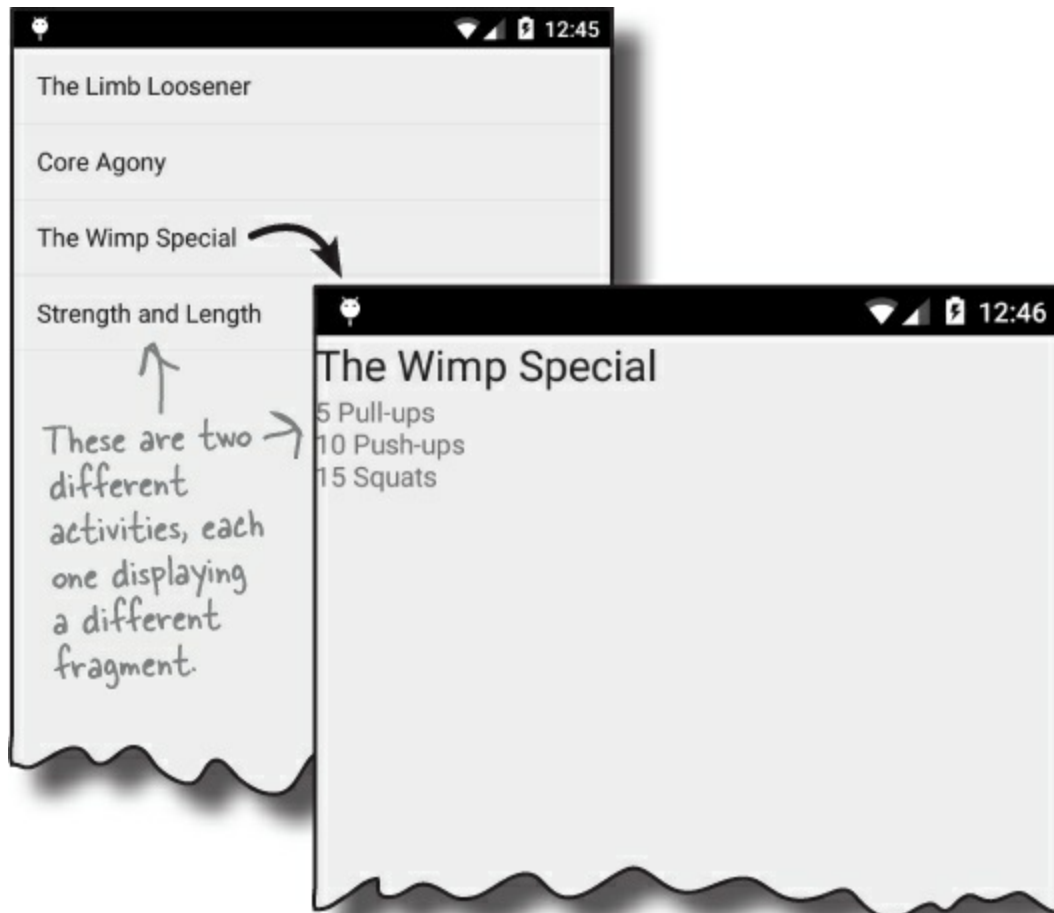 12:45
The Limb Loosener
Core Agony
The Wimp Special
Strength and Length
These are two
different
activities, each
one displaying
a different
fragment.
12:46
The Wimp Special
5 Pull-ups
10 Push-ups
15 Squats